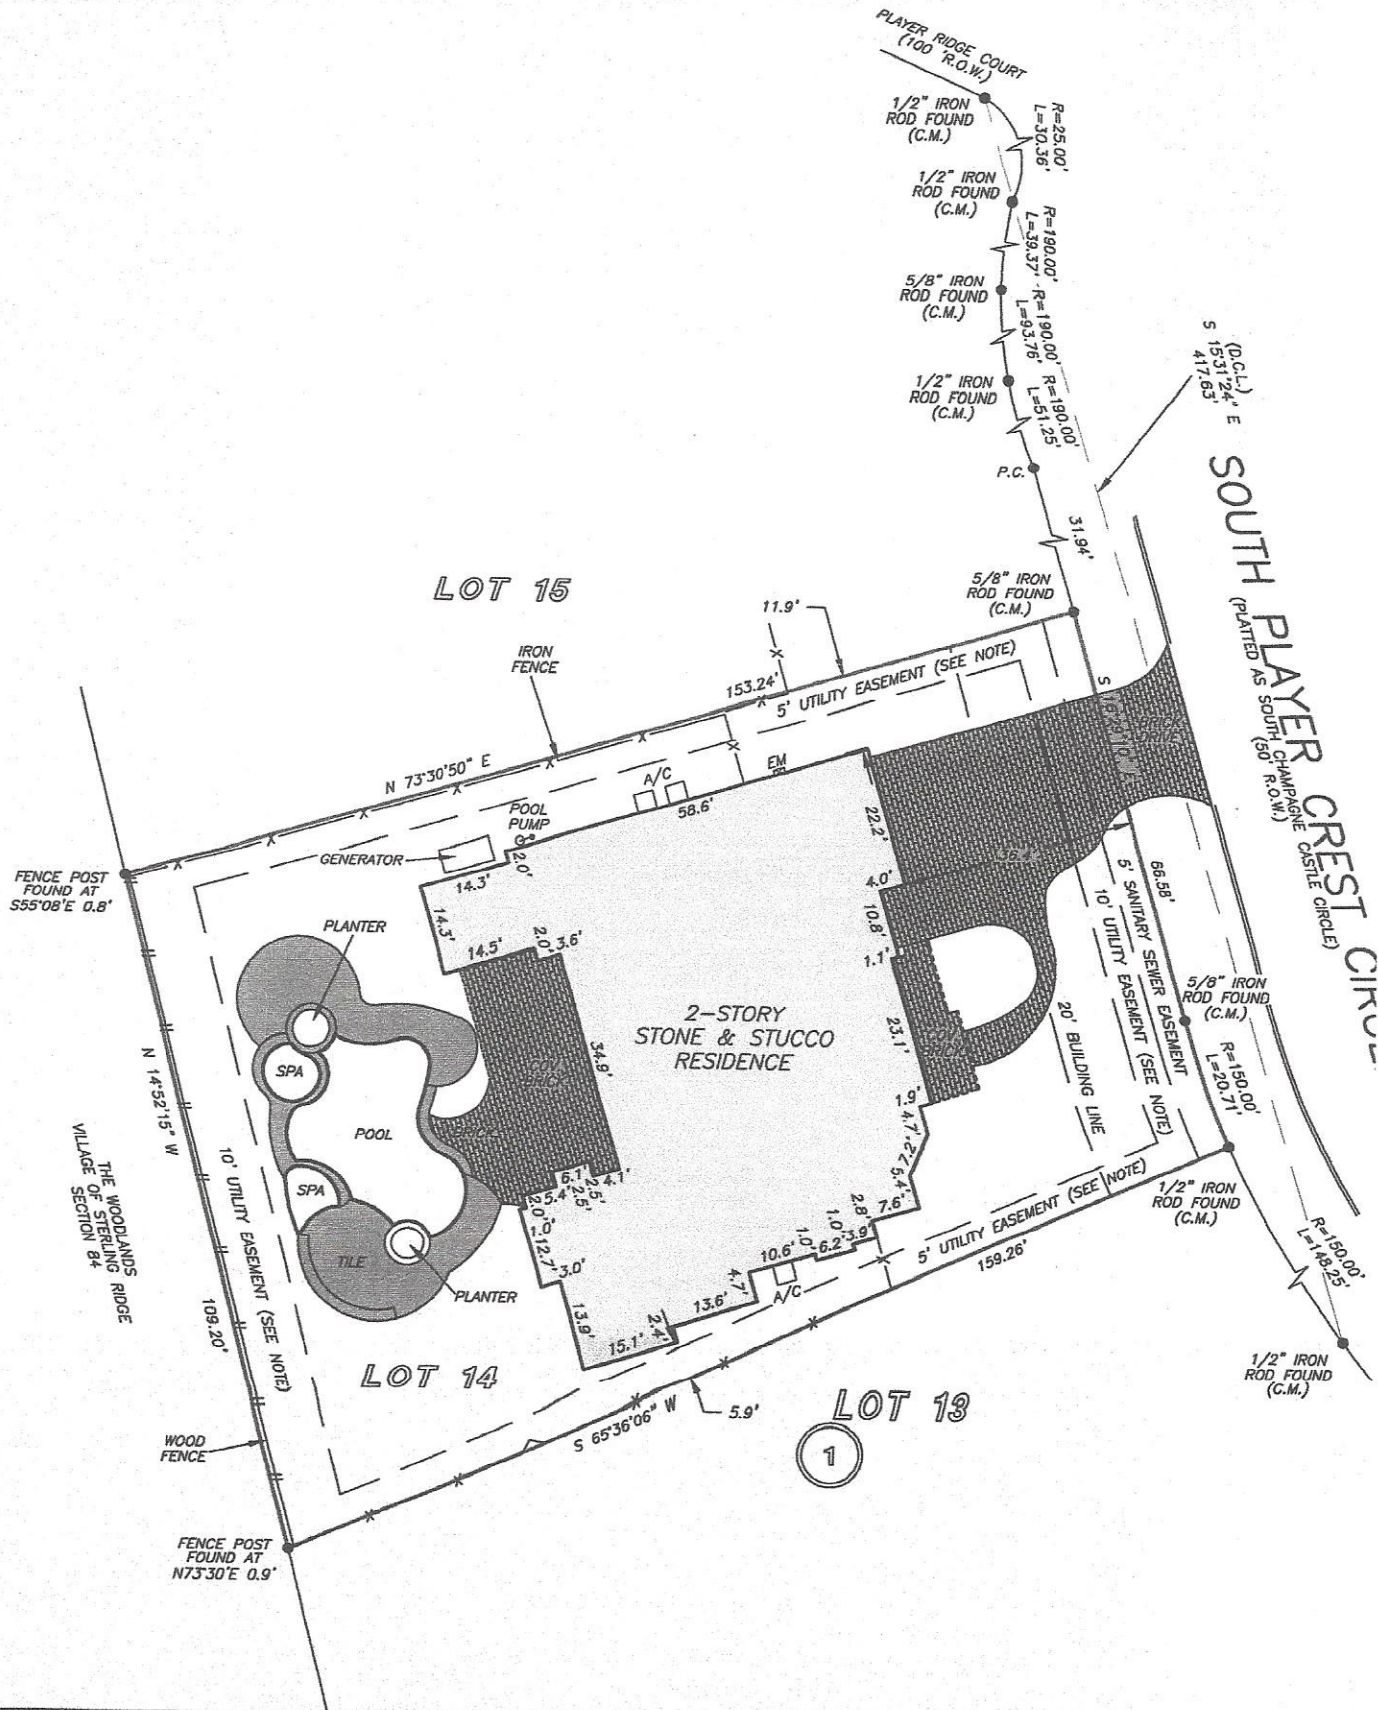 PLAYER RIDGE COURT
(100 'R.O.W.)
1/2" IRON
ROD FOUND
(C.M.)
R=25.00'
L=30.36'
1/2" IRON
ROD FOUND
(C.M.)
R=190.00'
L=39.37'
5/8" IRON
ROD FOUND
(C.M.)
R=190.00'
L=93.76'
1/2" IRON
ROD FOUND
(C.M.)
R=190.00'
L=51.25'
P.C.
(D.C.L.)
S 15°31'24" E
417.63'
31.94'
SOUTH PLAYER CREST
(PLATTED AS SOUTH CHAMPAGNE CASTLE CIRCLE)
(50' R.O.W.)
5/8" IRON
ROD FOUND
(C.M.)
LOT 15
11.9'
IRON
FENCE
153.24'
5' UTILITY EASEMENT (SEE NOTE)
N 73°30'50" E
BRICK
DRIVE
EM
A/C
58.6'
POOL
PUMP
GENERATOR
2.0'
14.3'
22.2'
4.0'
66.58'
FENCE POST
FOUND AT
S55°08'E 0.8'
14.3'
10.8'
5' SANITARY SEWER EASEMENT
10' UTILITY EASEMENT (SEE NOTE)
PLANTER
14.5'
2.0'
3.6'
1.1'
20' BUILDING LINE
5/8" IRON
ROD FOUND
(C.M.)
2-STORY
STONE & STUCCO
RESIDENCE
23.1'
34.9'
COV.
BRICK
SPA
POOL
SPA
R=150.00'
L=20.71'
1.9'
4.7'
7.2'
5.4'
N 14°52'15" W
109.20'
10' UTILITY EASEMENT (SEE NOTE)
THE WOODLANDS
VILLAGE OF STERLING RIDGE
SECTION 84
6.1'
4.1'
2.5'
2.5'
5.4'
2.0'
12.7'
3.0'
7.6'
2.8'
1.0'
3.9'
6.2'
1.0'
10.6'
A/C
5' UTILITY EASEMENT (SEE NOTE)
159.26'
1/2" IRON
ROD FOUND
(C.M.)
R=150.00'
L=148.25'
TILE
PLANTER
4.7'
13.6'
13.9'
2.4'
15.1'
1/2" IRON
ROD FOUND
(C.M.)
LOT 14
5.9'
LOT 13
1
S 65°36'06" W
WOOD
FENCE
FENCE POST
FOUND AT
N73°30'E 0.9'